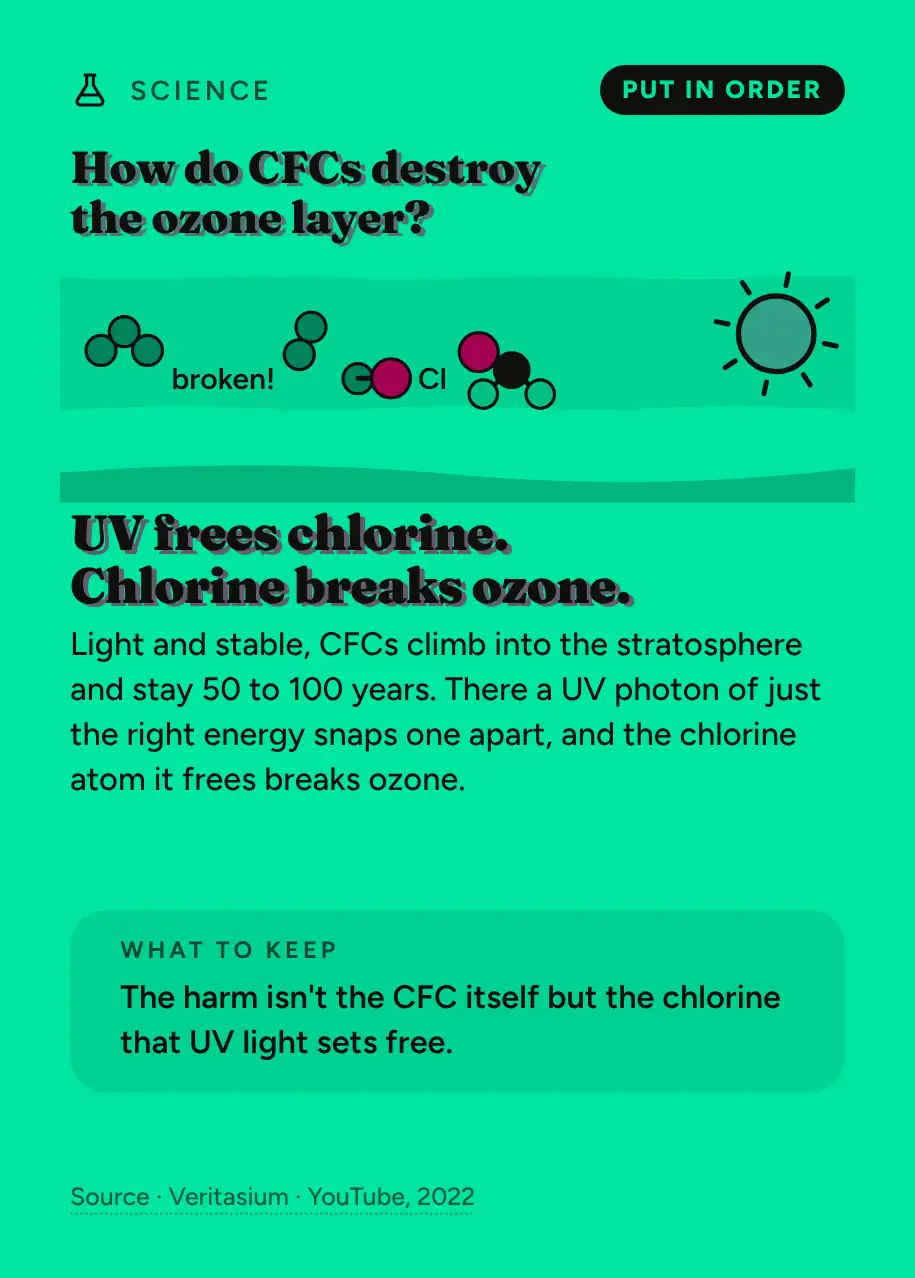 SCIENCE
PUT IN ORDER
How do CFCs destroy
the ozone layer?
broken!
Cl
UV frees chlorine.
Chlorine breaks ozone.
Light and stable, CFCs climb into the stratosphere
and stay 50 to 100 years. There a UV photon of just
the right energy snaps one apart, and the chlorine
atom it frees breaks ozone.
WHAT TO KEEP
The harm isn't the CFC itself but the chlorine
that UV light sets free.
Source · Veritasium · YouTube, 2022